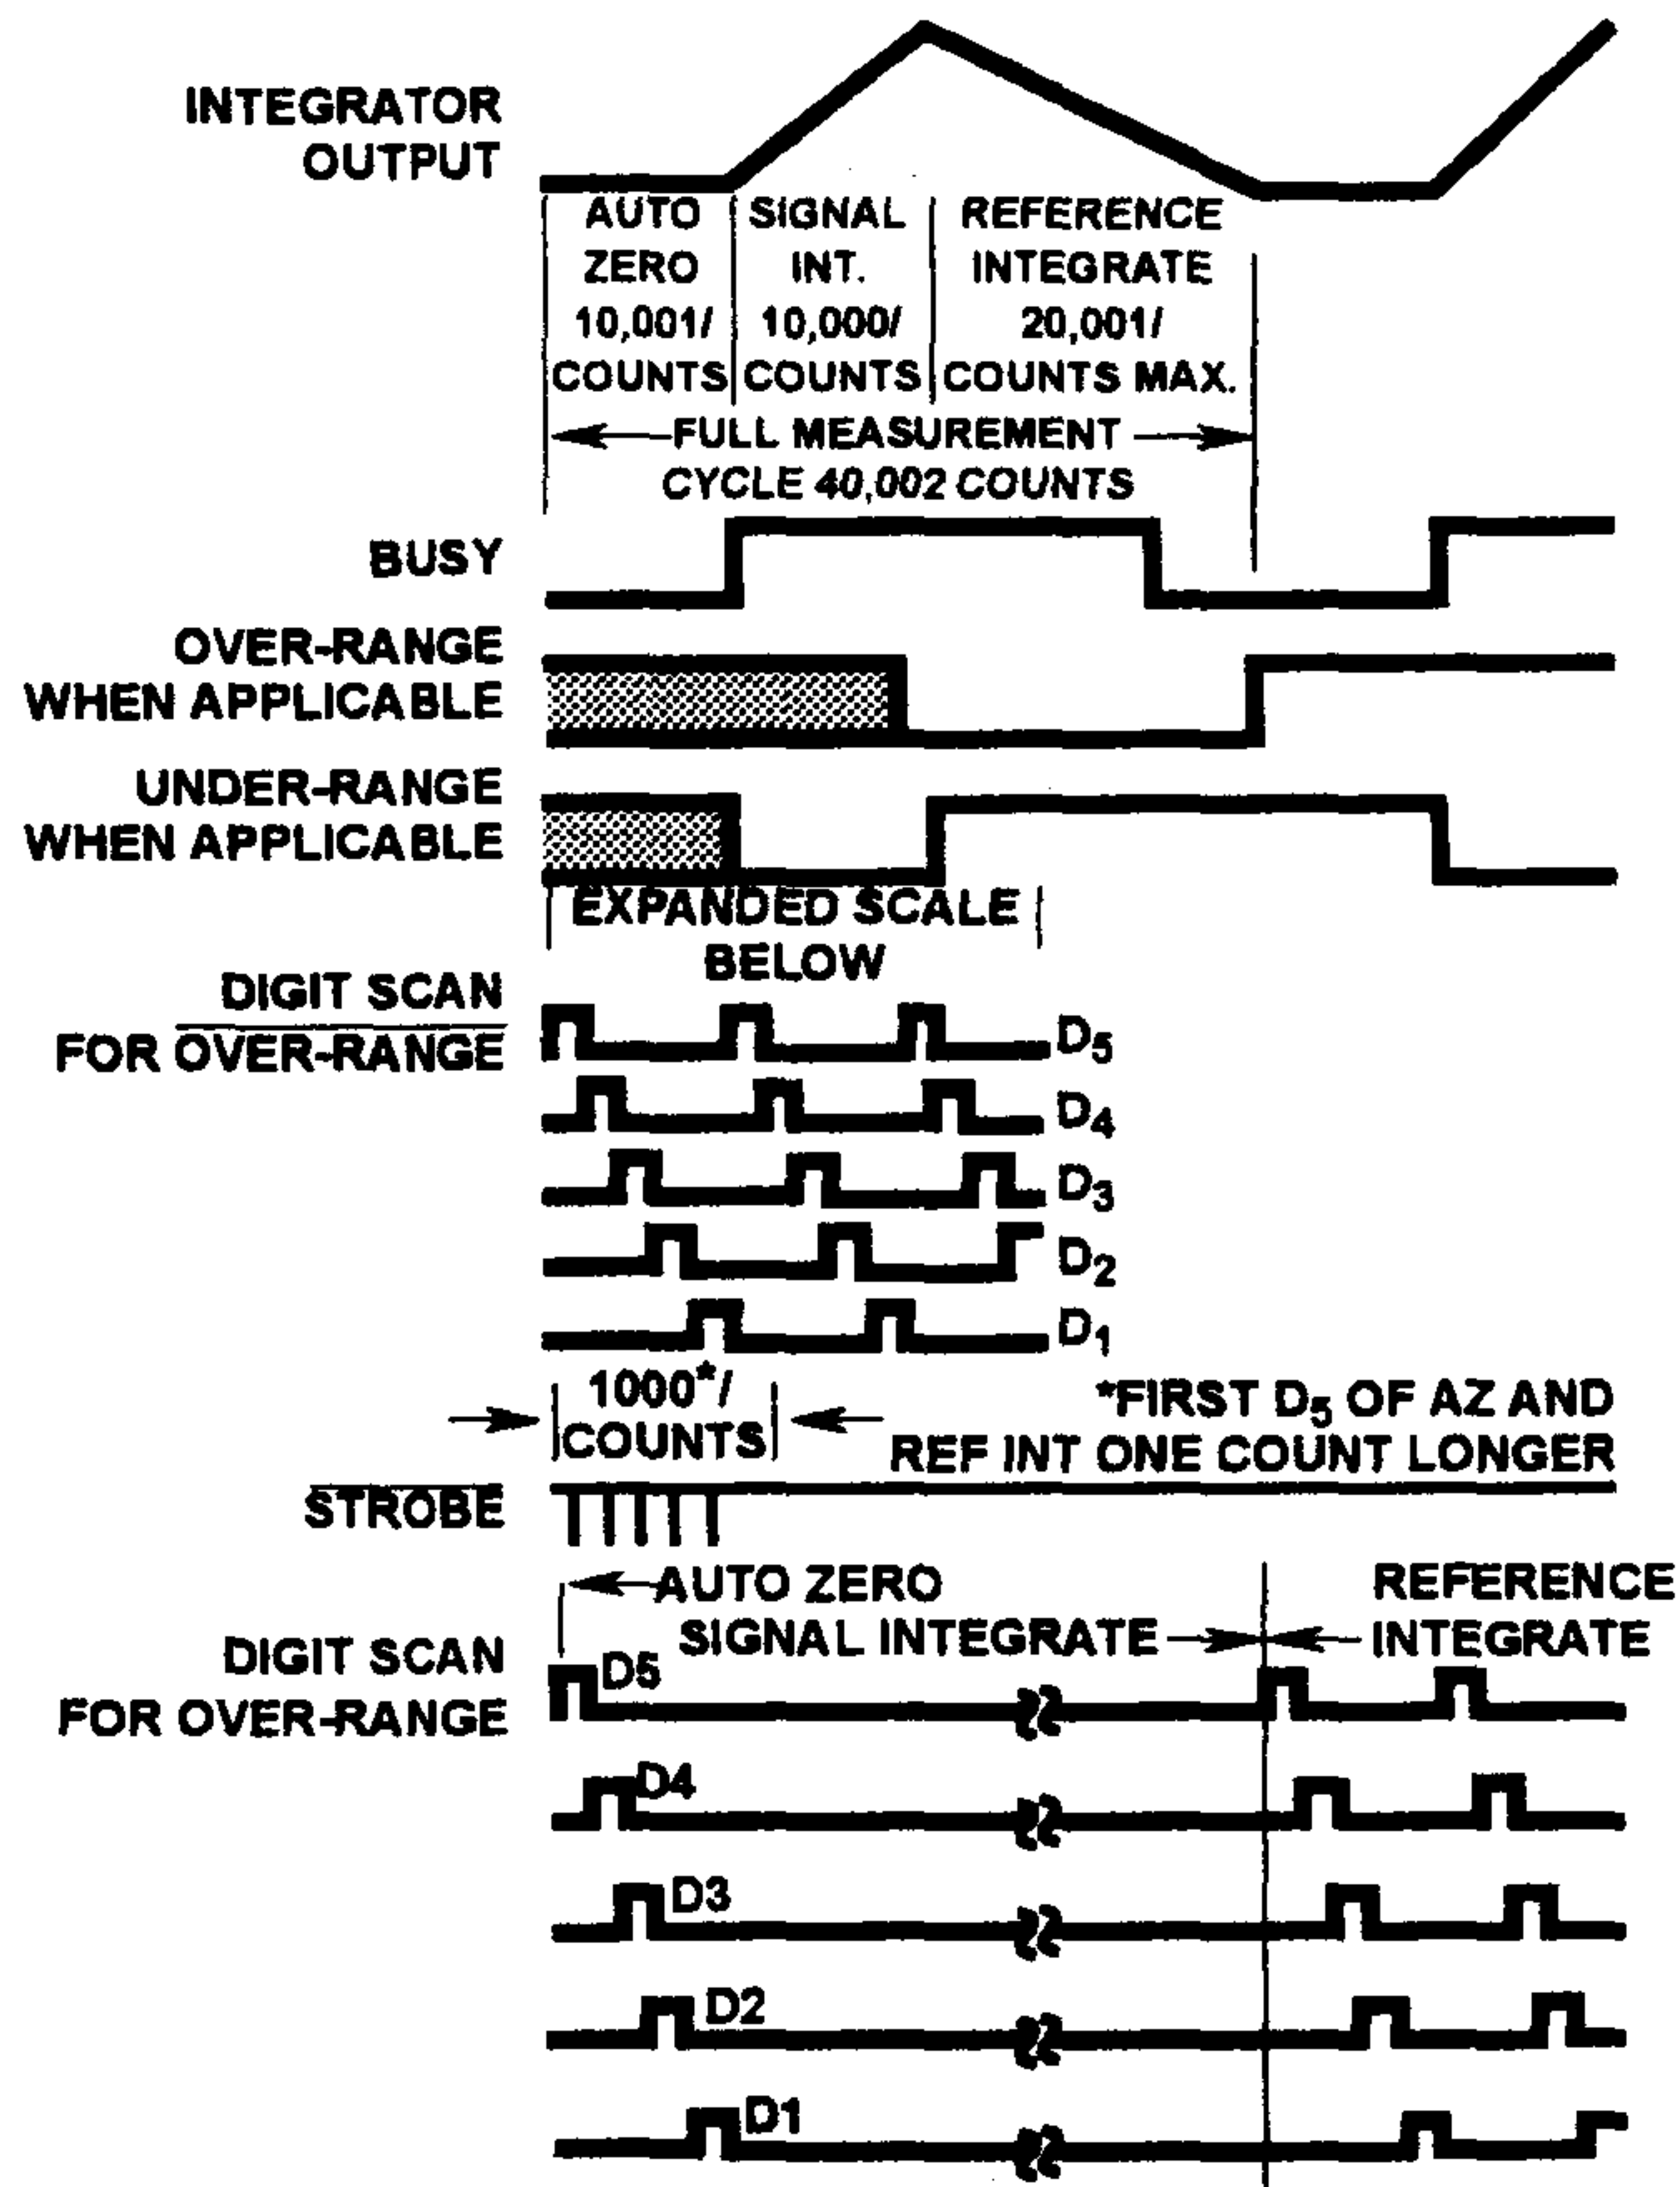 INTEGRATOR
OUTPUT
AUTO
ZERO
10,001/
COUNTS
SIGNAL
INT.
10,000/
COUNTS
REFERENCE
INTEGRATE
20,001/
COUNTS MAX.
FULL MEASUREMENT
CYCLE 40,002 COUNTS
BUSY
OVER-RANGE
WHEN APPLICABLE
UNDER-RANGE
WHEN APPLICABLE
EXPANDED SCALE
BELOW
DIGIT SCAN
FOR OVER-RANGE
D5
D4
D3
D2
D1
1000*/
COUNTS
*FIRST D5 OF AZ AND
REF INT ONE COUNT LONGER
STROBE
AUTO ZERO
SIGNAL INTEGRATE
REFERENCE
INTEGRATE
DIGIT SCAN
FOR OVER-RANGE
D5
D4
D3
D2
D1